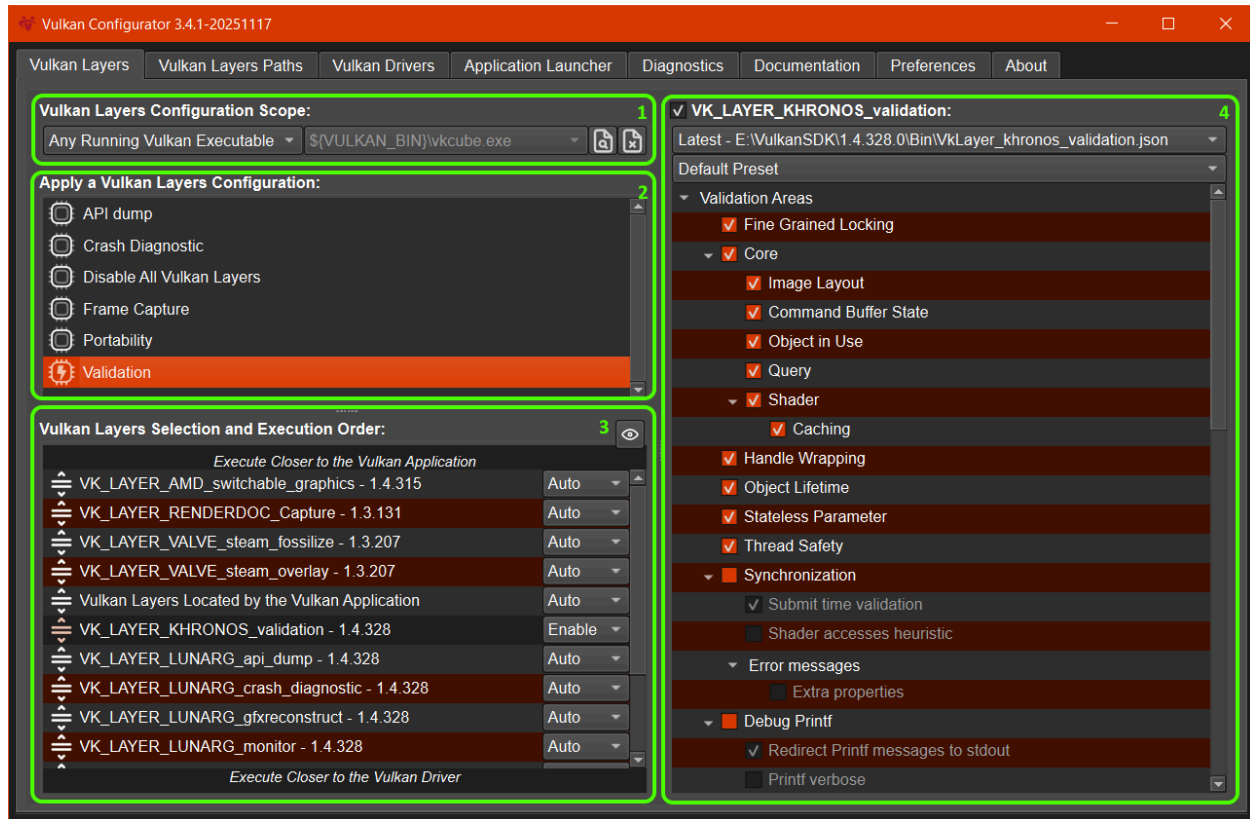 Vulkan Configurator 3.4.1-20251117
Vulkan Layers Vulkan Layers Paths Vulkan Drivers Application Launcher Diagnostics Documentation Preferences About
Vulkan Layers Configuration Scope: 1
Any Running Vulkan Executable ${VULKAN_BIN}\vkcube.exe
Apply a Vulkan Layers Configuration: 2
API dump
Crash Diagnostic
Disable All Vulkan Layers
Frame Capture
Portability
Validation
Vulkan Layers Selection and Execution Order: 3
Execute Closer to the Vulkan Application
VK_LAYER_AMD_switchable_graphics - 1.4.315 Auto
VK_LAYER_RENDERDOC_Capture - 1.3.131 Auto
VK_LAYER_VALVE_steam_fossilize - 1.3.207 Auto
VK_LAYER_VALVE_steam_overlay - 1.3.207 Auto
Vulkan Layers Located by the Vulkan Application Auto
VK_LAYER_KHRONOS_validation - 1.4.328 Enable
VK_LAYER_LUNARG_api_dump - 1.4.328 Auto
VK_LAYER_LUNARG_crash_diagnostic - 1.4.328 Auto
VK_LAYER_LUNARG_gfxreconstruct - 1.4.328 Auto
VK_LAYER_LUNARG_monitor - 1.4.328 Auto
Execute Closer to the Vulkan Driver
VK_LAYER_KHRONOS_validation: 4
Latest - E:\VulkanSDK\1.4.328.0\Bin\VkLayer_khronos_validation.json
Default Preset
Validation Areas
Fine Grained Locking
Core
Image Layout
Command Buffer State
Object in Use
Query
Shader
Caching
Handle Wrapping
Object Lifetime
Stateless Parameter
Thread Safety
Synchronization
Submit time validation
Shader accesses heuristic
Error messages
Extra properties
Debug Printf
Redirect Printf messages to stdout
Printf verbose